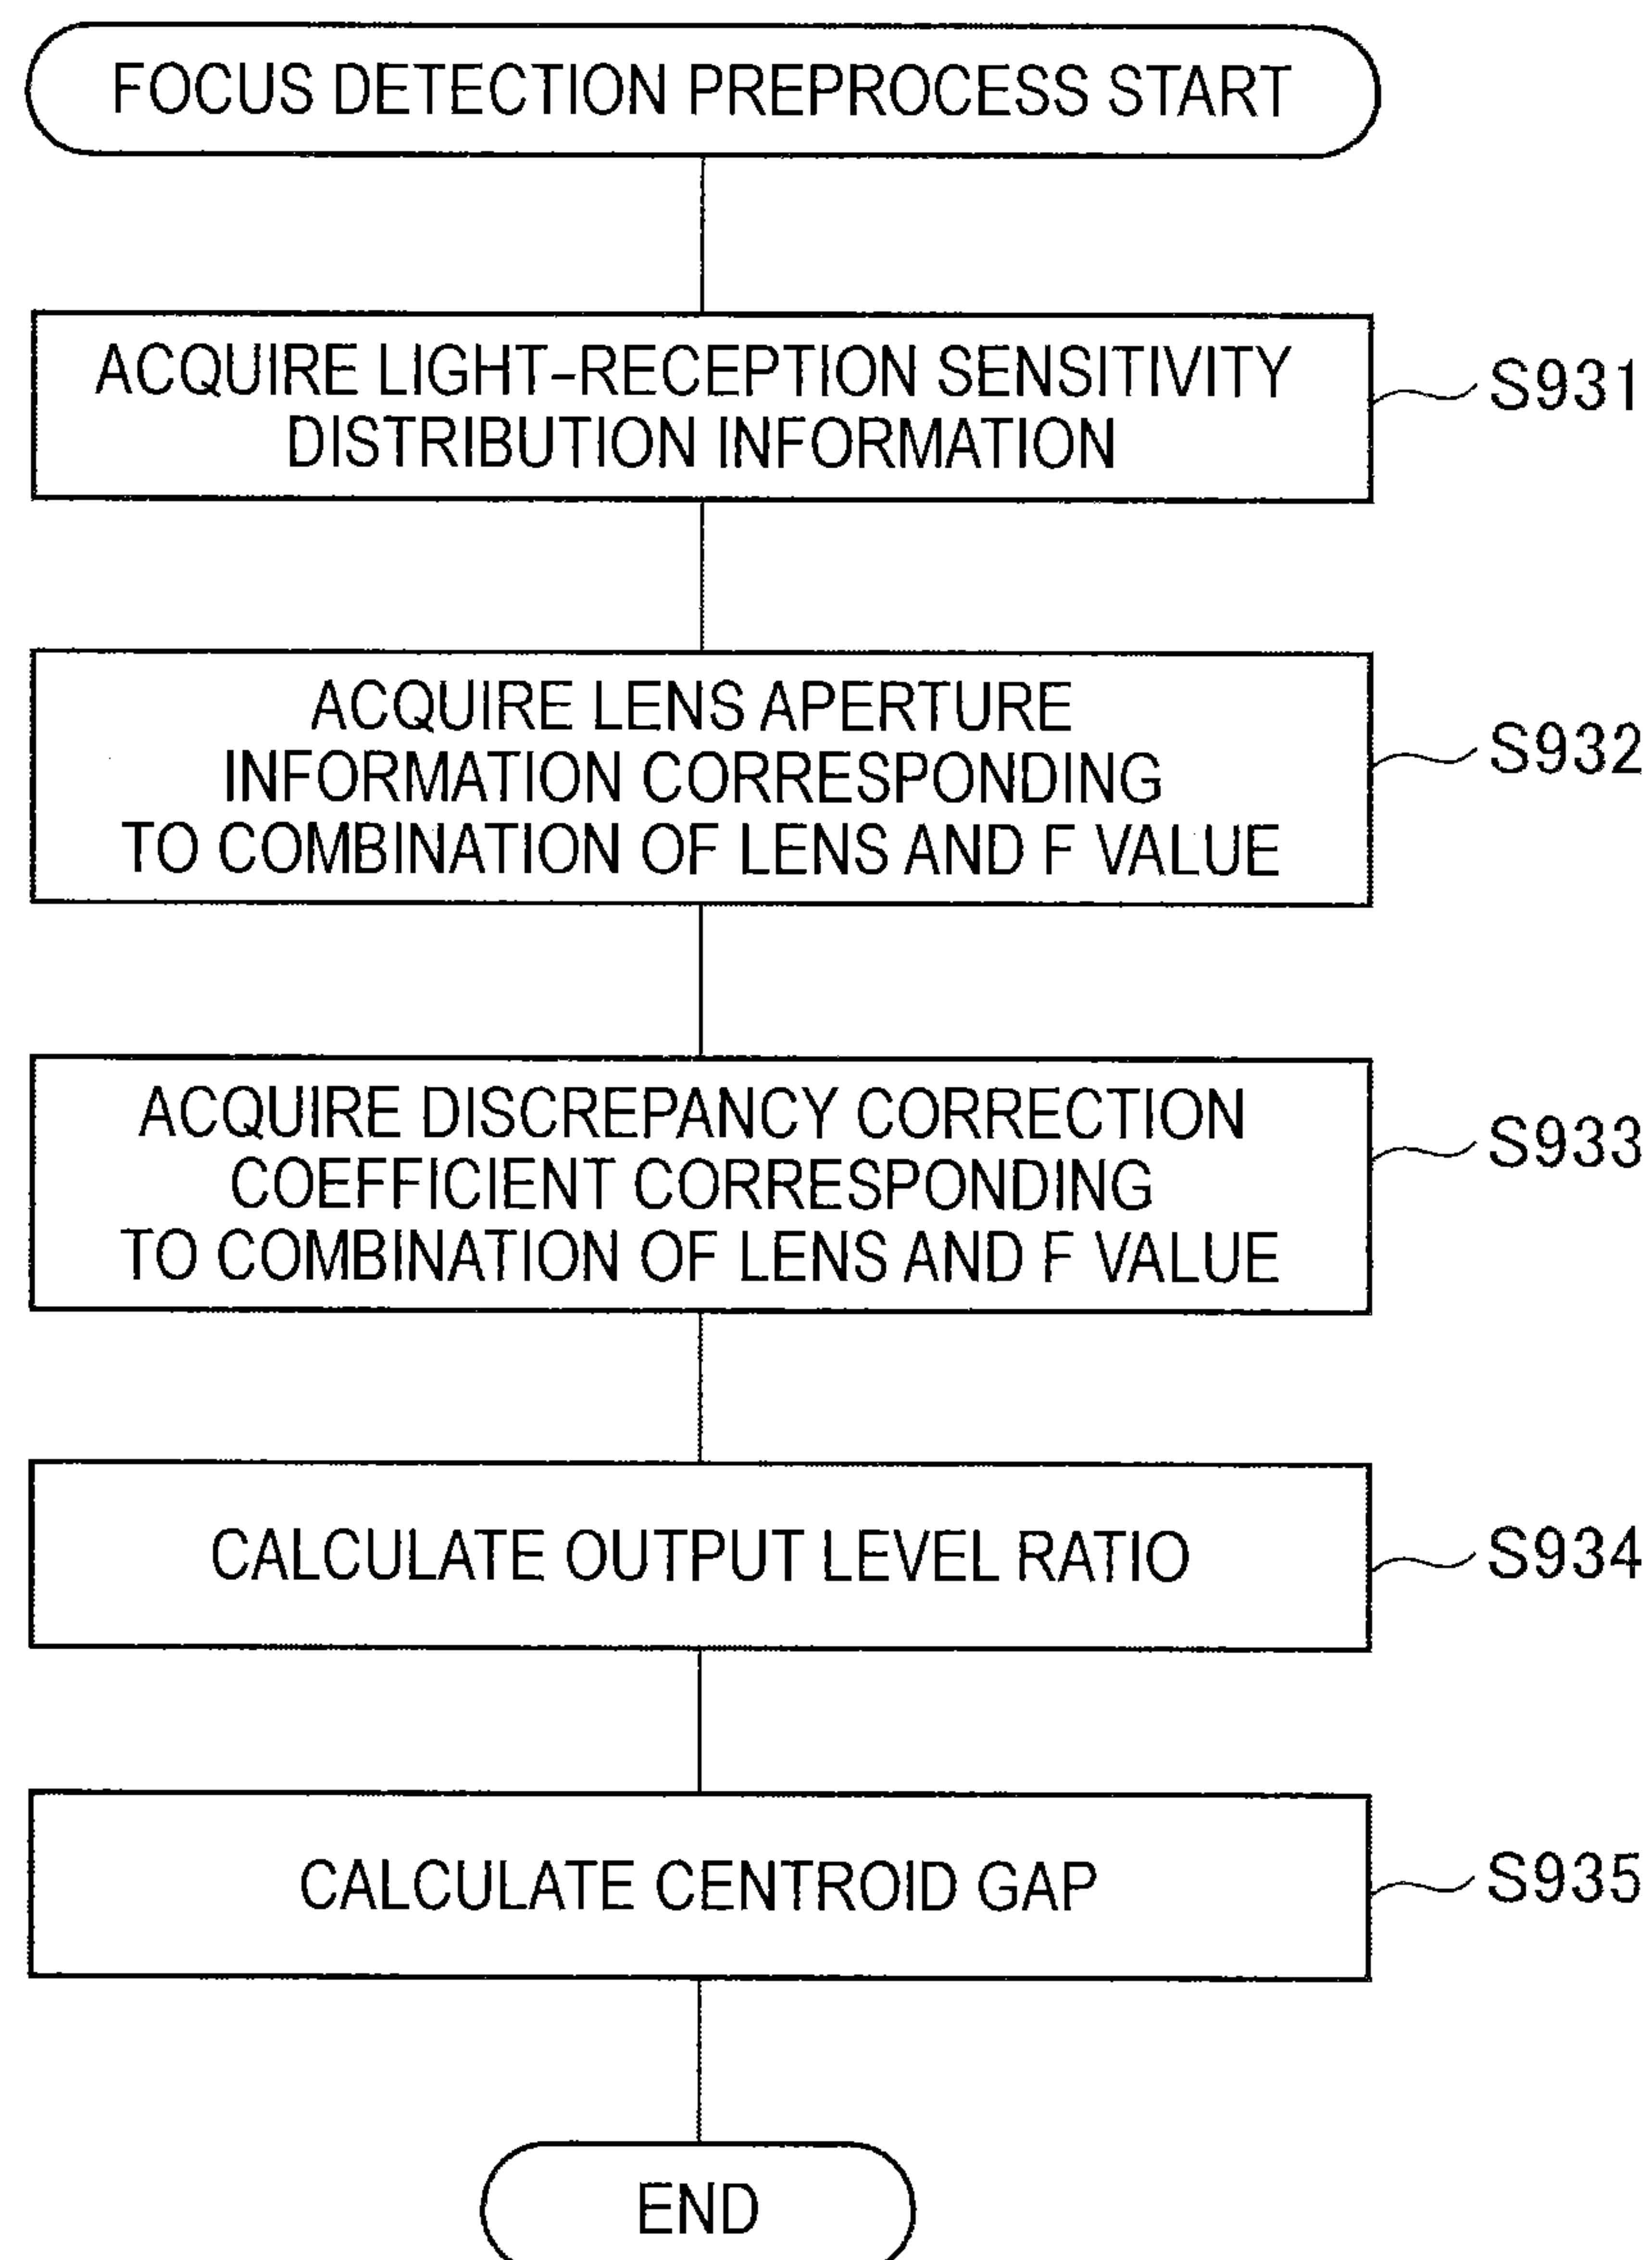 FOCUS DETECTION PREPROCESS START
ACQUIRE LIGHT-RECEPTION SENSITIVITY
DISTRIBUTION INFORMATION
S931
ACQUIRE LENS APERTURE
INFORMATION CORRESPONDING
TO COMBINATION OF LENS AND F VALUE
S932
ACQUIRE DISCREPANCY CORRECTION
COEFFICIENT CORRESPONDING
TO COMBINATION OF LENS AND F VALUE
S933
CALCULATE OUTPUT LEVEL RATIO
S934
CALCULATE CENTROID GAP
S935
END